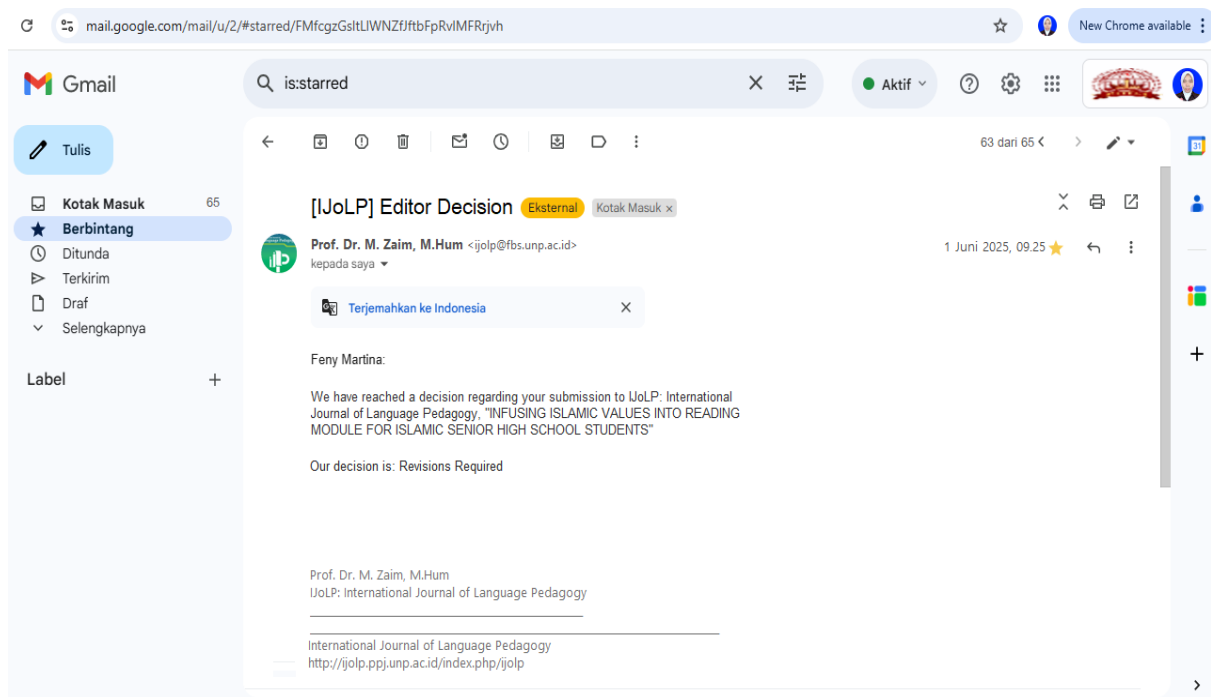 mail.google.com/mail/u/2/#starred/FMfcgzGsltLlWNZfJftbFpRvlMFRrjvh
New Chrome available
Gmail
is:starred
Aktif
Tulis
63 dari 65
31
Kotak Masuk 65
Berbintang
Ditunda
Terkirim
Draf
Selengkapnya
Label
[IJoLP] Editor Decision Eksternal Kotak Masuk ×
Prof. Dr. M. Zaim, M.Hum <ijolp@fbs.unp.ac.id>
1 Juni 2025, 09.25
kepada saya
Terjemahkan ke Indonesia
Feny Martina:
We have reached a decision regarding your submission to IJoLP: International
Journal of Language Pedagogy, "INFUSING ISLAMIC VALUES INTO READING
MODULE FOR ISLAMIC SENIOR HIGH SCHOOL STUDENTS"
Our decision is: Revisions Required
Prof. Dr. M. Zaim, M.Hum
IJoLP: International Journal of Language Pedagogy
International Journal of Language Pedagogy
http://ijolp.ppj.unp.ac.id/index.php/ijolp